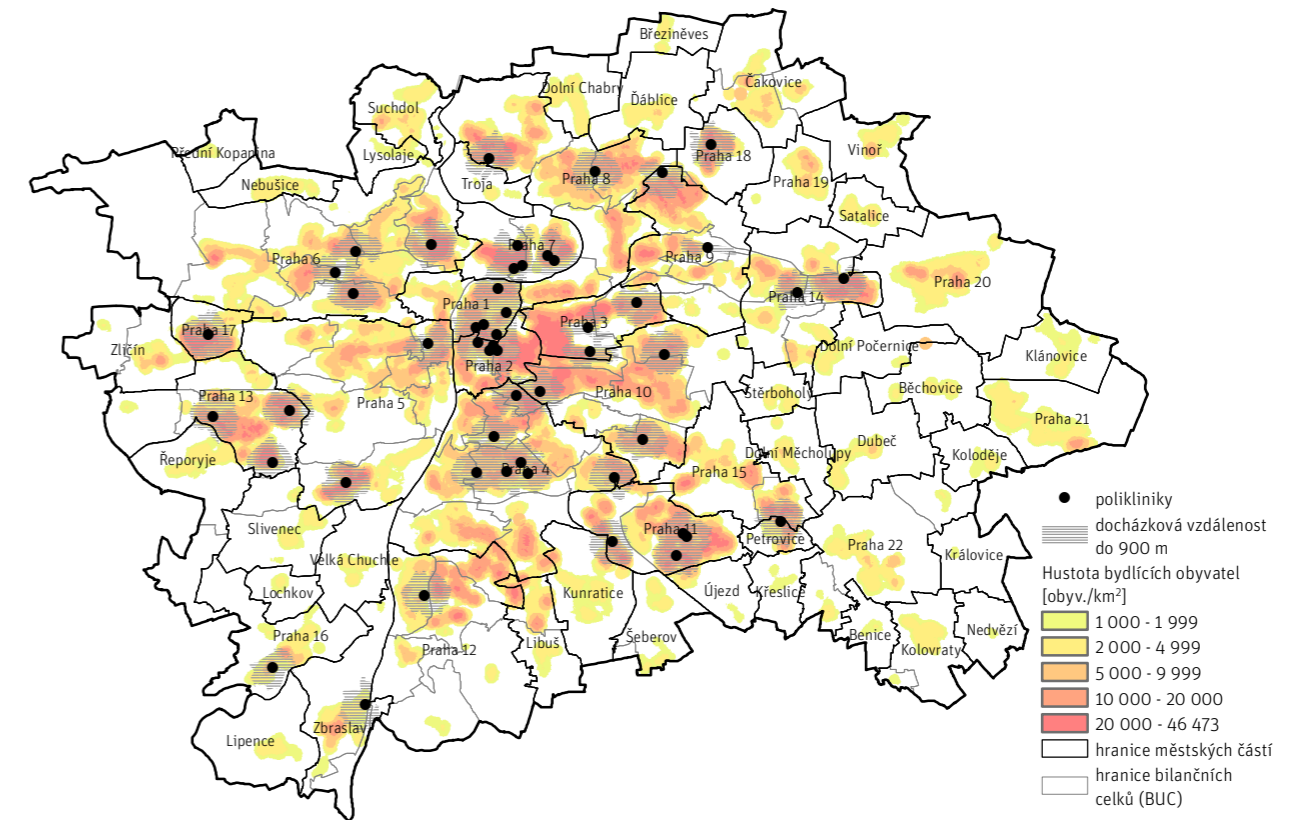 Březiněves
Dolní Chabry
Čakovice
Ďáblice
Suchdol
Přední Kopanina
Lysolaje
Praha 18
Vinoř
Nebušice
Troja
Praha 8
Praha 19
Satalice
Praha 7
Praha 6
Praha 9
Praha 20
Praha 1
Praha 14
Praha 3
Praha 17
Zličín
Dolní Počernice
Klánovice
Praha 2
Praha 13
Praha 5
Praha 10
Štěrboholy
Běchovice
Praha 21
Řeporyje
Praha 4
Praha 15
Dolní Měcholupy
Dubeč
Koloděje
Slivenec
Praha 11
Petrovice
Praha 22
Královice
Velká Chuchle
Lochkov
Kunratice
Újezd
Křeslice
Praha 16
Praha 12
Libuš
Šeberov
Benice
Kolovraty
Nedvězí
Lipence
Zbraslav
polikliniky
docházková vzdálenost
do 900 m
Hustota bydlících obyvatel
[obyv./km²]
1 000 - 1 999
2 000 - 4 999
5 000 - 9 999
10 000 - 20 000
20 000 - 46 473
hranice městských částí
hranice bilančních
celků (BUC)